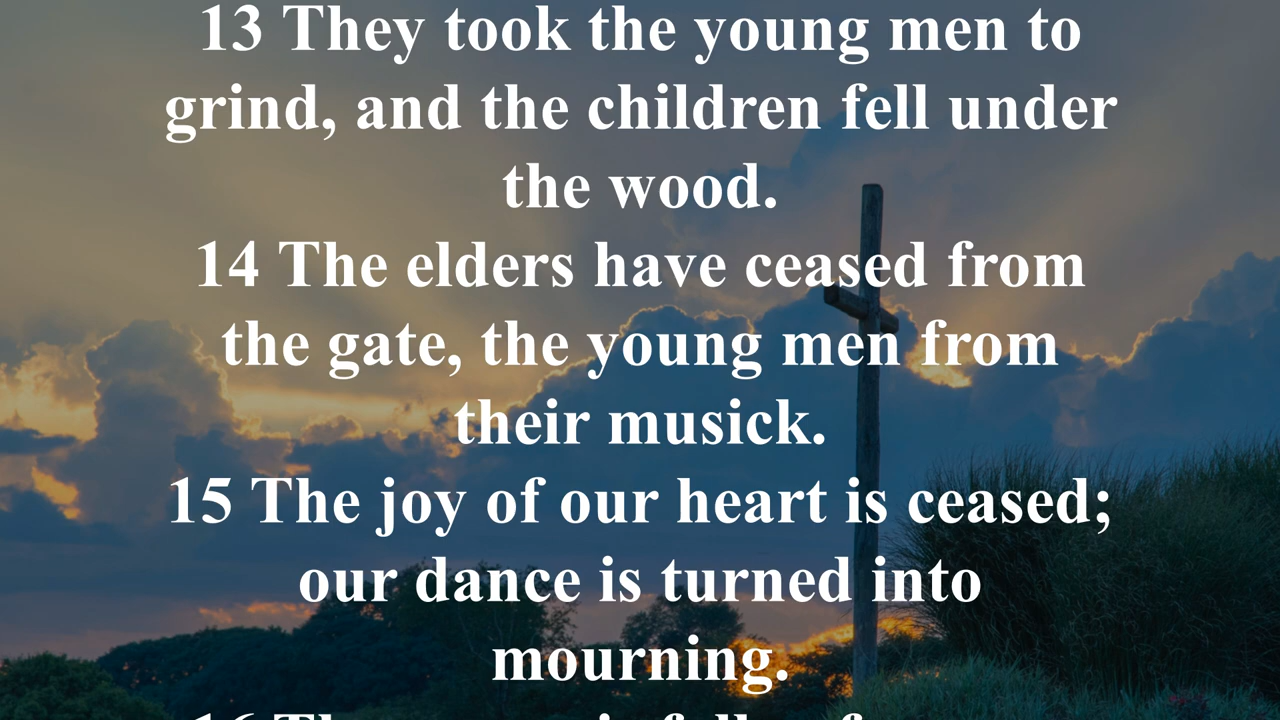 13 They took the young men to
grind, and the children fell under
the wood.
14 The elders have ceased from
the gate, the young men from
their musick.
15 The joy of our heart is ceased;
our dance is turned into
mourning.
16